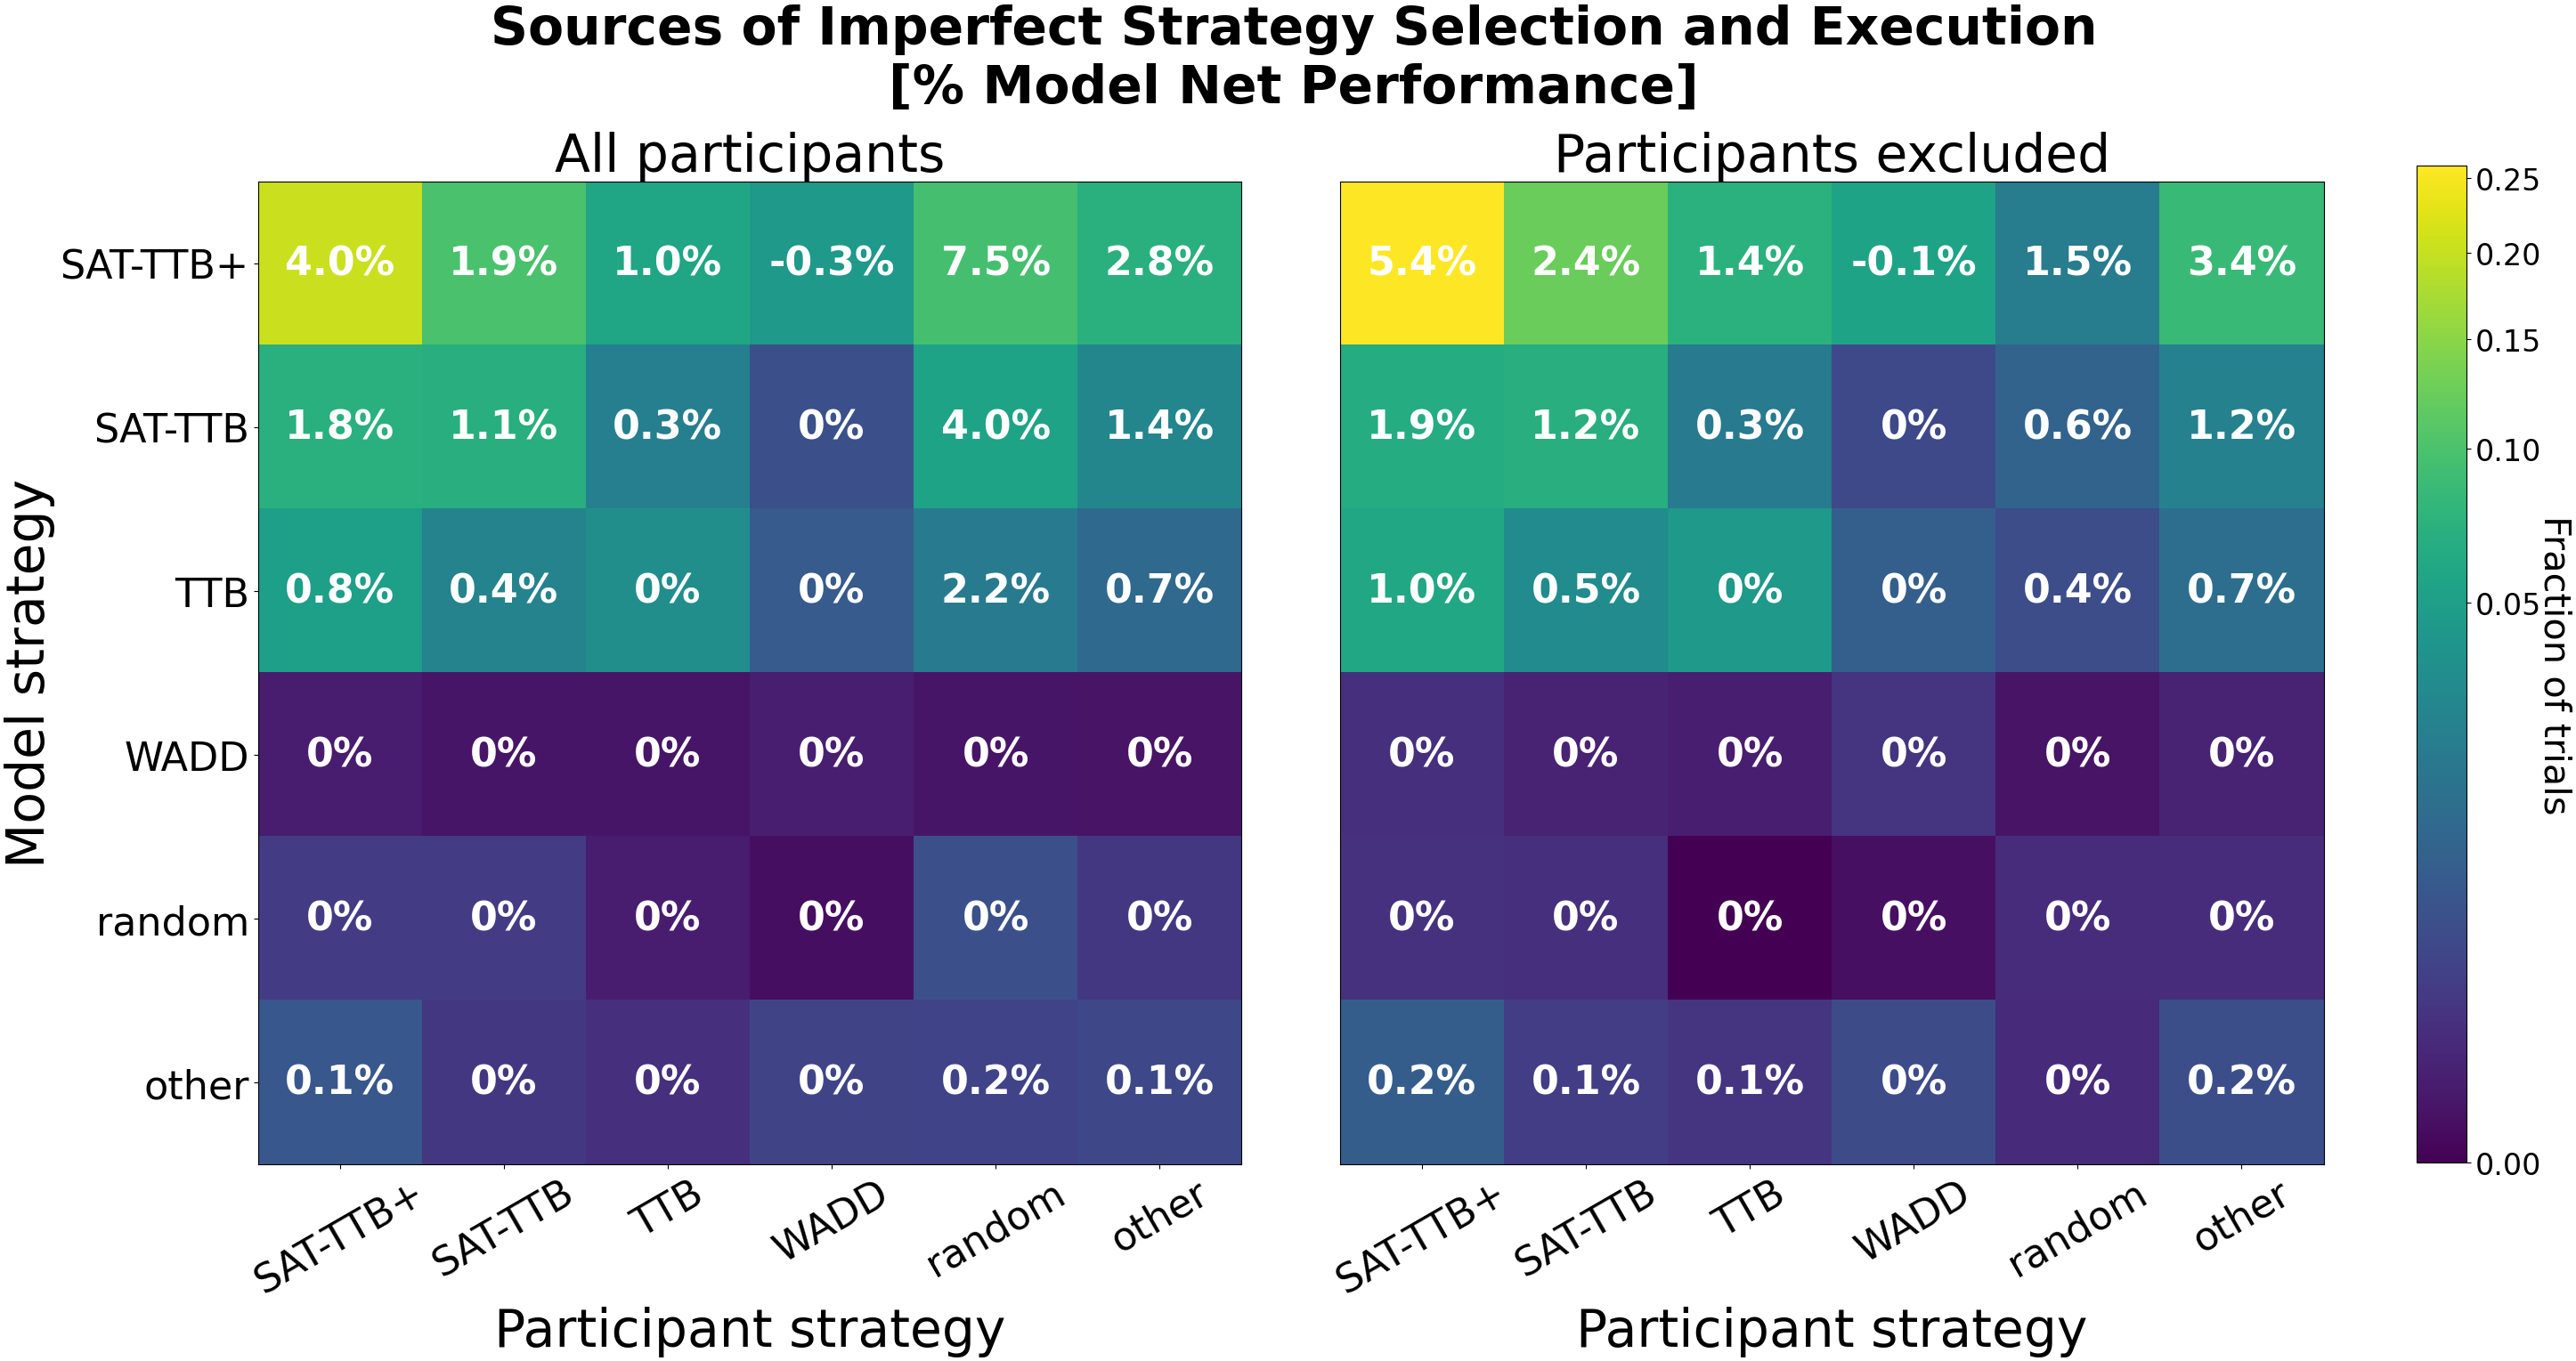 Sources of Imperfect Strategy Selection and Execution
[% Model Net Performance]
All participants
Participants excluded
Model strategy
SAT-TTB+ 4.0% 1.9% 1.0% -0.3% 7.5% 2.8%
SAT-TTB 1.8% 1.1% 0.3% 0% 4.0% 1.4%
TTB 0.8% 0.4% 0% 0% 2.2% 0.7%
WADD 0% 0% 0% 0% 0% 0%
random 0% 0% 0% 0% 0% 0%
other 0.1% 0% 0% 0% 0.2% 0.1%
SAT-TTB+ SAT-TTB TTB WADD random other
Participant strategy
5.4% 2.4% 1.4% -0.1% 1.5% 3.4%
1.9% 1.2% 0.3% 0% 0.6% 1.2%
1.0% 0.5% 0% 0% 0.4% 0.7%
0% 0% 0% 0% 0% 0%
0% 0% 0% 0% 0% 0%
0.2% 0.1% 0.1% 0% 0% 0.2%
SAT-TTB+ SAT-TTB TTB WADD random other
Participant strategy
0.25
0.20
0.15
0.10
0.05
0.00
Fraction of trials